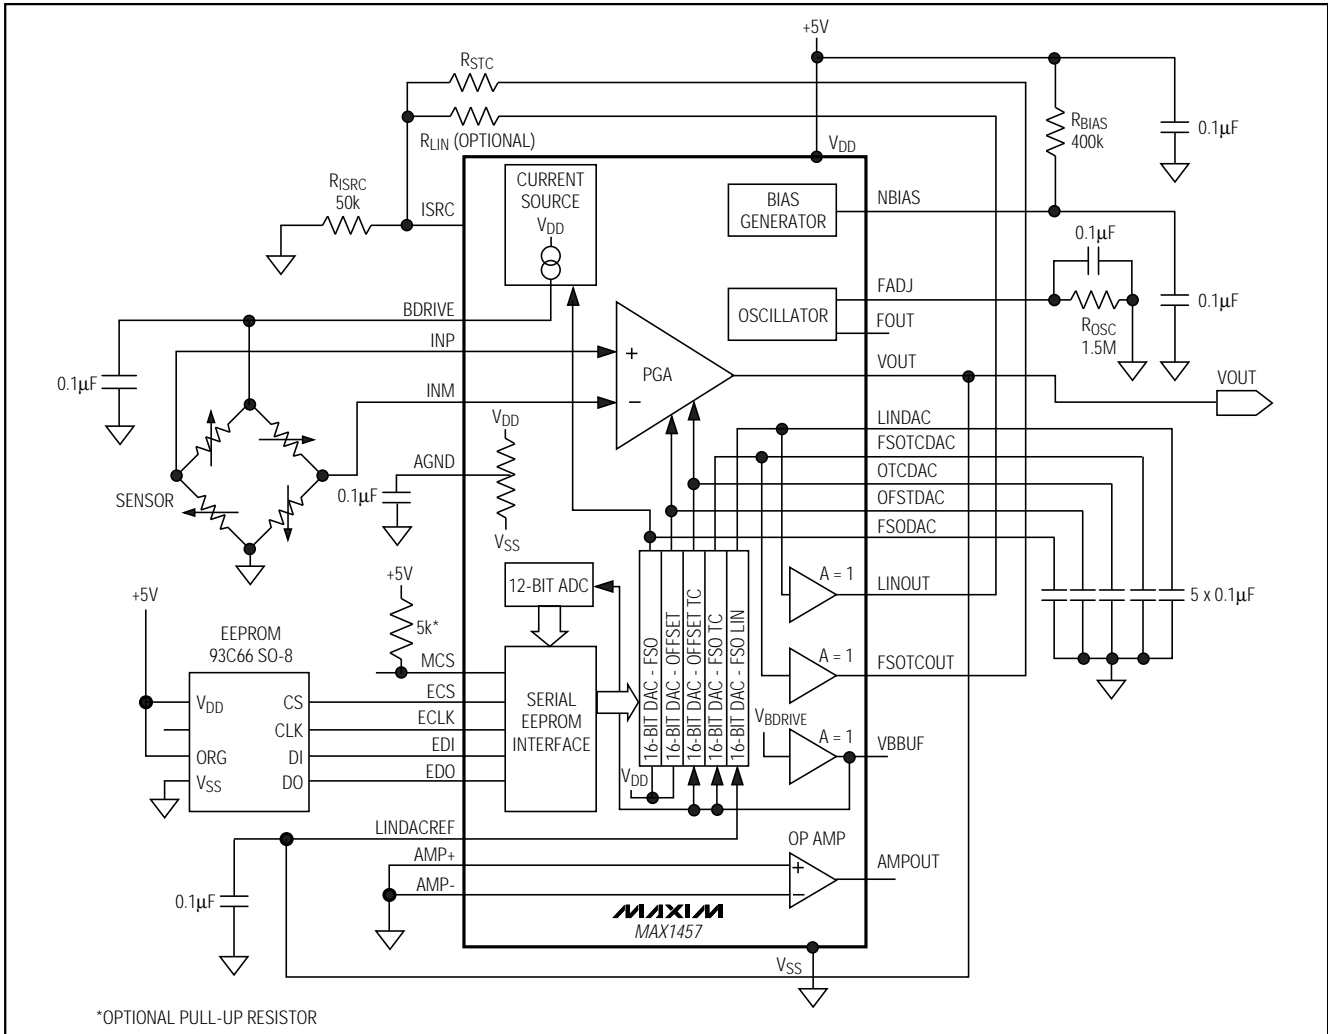 +5V
RSTC
RLIN (OPTIONAL)
RBIAS
400k
0.1µF
VDD
RISRC
50k
ISRC
CURRENT
SOURCE
VDD
BIAS
GENERATOR
NBIAS
0.1µF
BDRIVE
OSCILLATOR
FADJ
FOUT
ROSC
1.5M
0.1µF
INP
+
PGA
−
VOUT
VOUT
0.1µF
INM
VDD
LINDAC
FSOTCDAC
OTCDAC
OFSTDAC
FSODAC
AGND
SENSOR
0.1µF
VSS
+5V
5k*
12-BIT ADC
A = 1
LINOUT
5 x 0.1µF
+5V
EEPROM
93C66 SO-8
MCS
ECS
ECLK
EDI
EDO
VDD
ORG
VSS
CS
CLK
DI
DO
SERIAL
EEPROM
INTERFACE
16-BIT DAC - FSO
16-BIT DAC - OFFSET
16-BIT DAC - OFFSET TC
16-BIT DAC - FSO TC
16-BIT DAC - FSO LIN
A = 1
FSOTCOUT
VBDRIVE
A = 1
VBBUF
VDD
LINDACREF
OP AMP
AMP+
AMP-
+
−
AMPOUT
0.1µF
MAXIM
MAX1457
VSS
*OPTIONAL PULL-UP RESISTOR